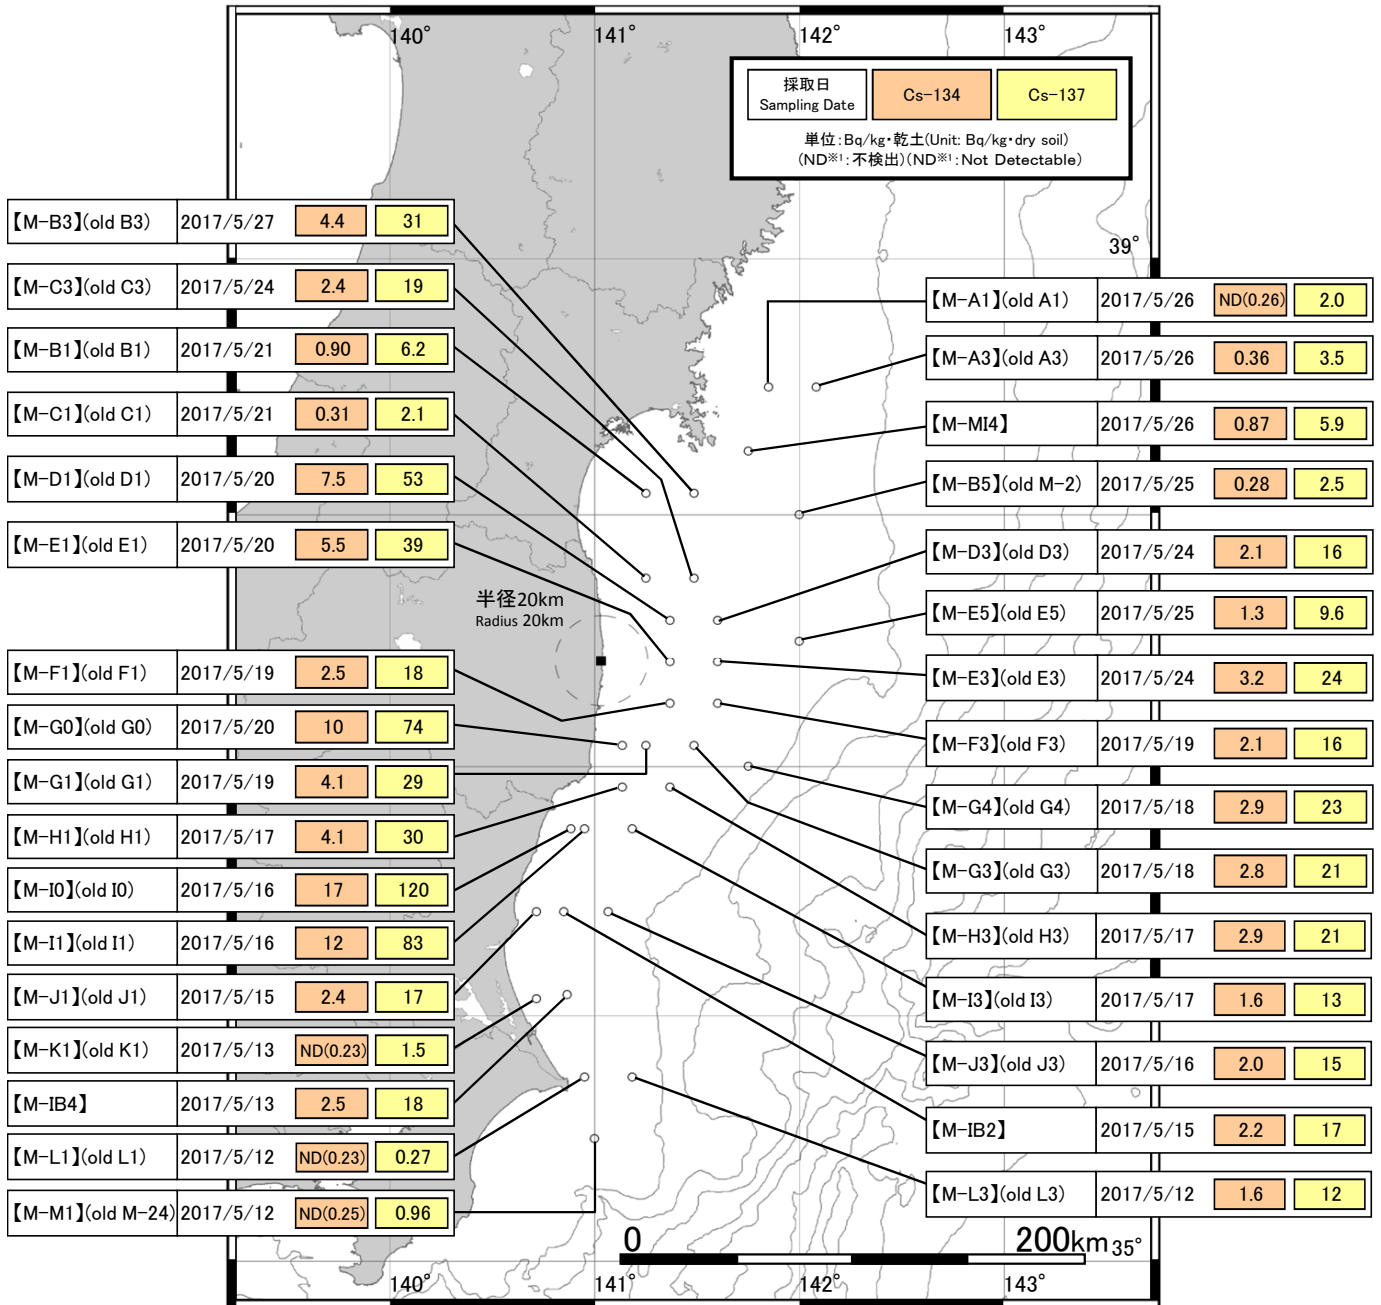 140°
141°
142°
143°
採取日
Sampling Date
Cs-134
Cs-137
単位:Bq/kg・乾土(Unit: Bq/kg・dry soil)
(ND※1:不検出)(ND※1:Not Detectable)
39°
【M-B3】(old B3) 2017/5/27 4.4 31
【M-C3】(old C3) 2017/5/24 2.4 19
【M-B1】(old B1) 2017/5/21 0.90 6.2
【M-C1】(old C1) 2017/5/21 0.31 2.1
【M-D1】(old D1) 2017/5/20 7.5 53
【M-E1】(old E1) 2017/5/20 5.5 39
半径20km
Radius 20km
【M-F1】(old F1) 2017/5/19 2.5 18
【M-G0】(old G0) 2017/5/20 10 74
【M-G1】(old G1) 2017/5/19 4.1 29
【M-H1】(old H1) 2017/5/17 4.1 30
【M-I0】(old I0) 2017/5/16 17 120
【M-I1】(old I1) 2017/5/16 12 83
【M-J1】(old J1) 2017/5/15 2.4 17
【M-K1】(old K1) 2017/5/13 ND(0.23) 1.5
【M-IB4】 2017/5/13 2.5 18
【M-L1】(old L1) 2017/5/12 ND(0.23) 0.27
【M-M1】(old M-24) 2017/5/12 ND(0.25) 0.96
【M-A1】(old A1) 2017/5/26 ND(0.26) 2.0
【M-A3】(old A3) 2017/5/26 0.36 3.5
【M-MI4】 2017/5/26 0.87 5.9
【M-B5】(old M-2) 2017/5/25 0.28 2.5
【M-D3】(old D3) 2017/5/24 2.1 16
【M-E5】(old E5) 2017/5/25 1.3 9.6
【M-E3】(old E3) 2017/5/24 3.2 24
【M-F3】(old F3) 2017/5/19 2.1 16
【M-G4】(old G4) 2017/5/18 2.9 23
【M-G3】(old G3) 2017/5/18 2.8 21
【M-H3】(old H3) 2017/5/17 2.9 21
【M-I3】(old I3) 2017/5/17 1.6 13
【M-J3】(old J3) 2017/5/16 2.0 15
【M-IB2】 2017/5/15 2.2 17
【M-L3】(old L3) 2017/5/12 1.6 12
0 200km
35°
140°
141°
142°
143°